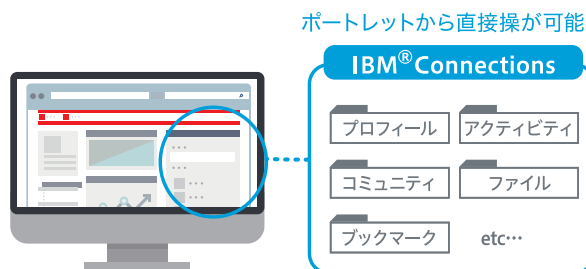 ポートレットから直接操が可能
IBM®Connections
プロフィール
アクティビティ
コミュニティ
ファイル
ブックマーク
etc…